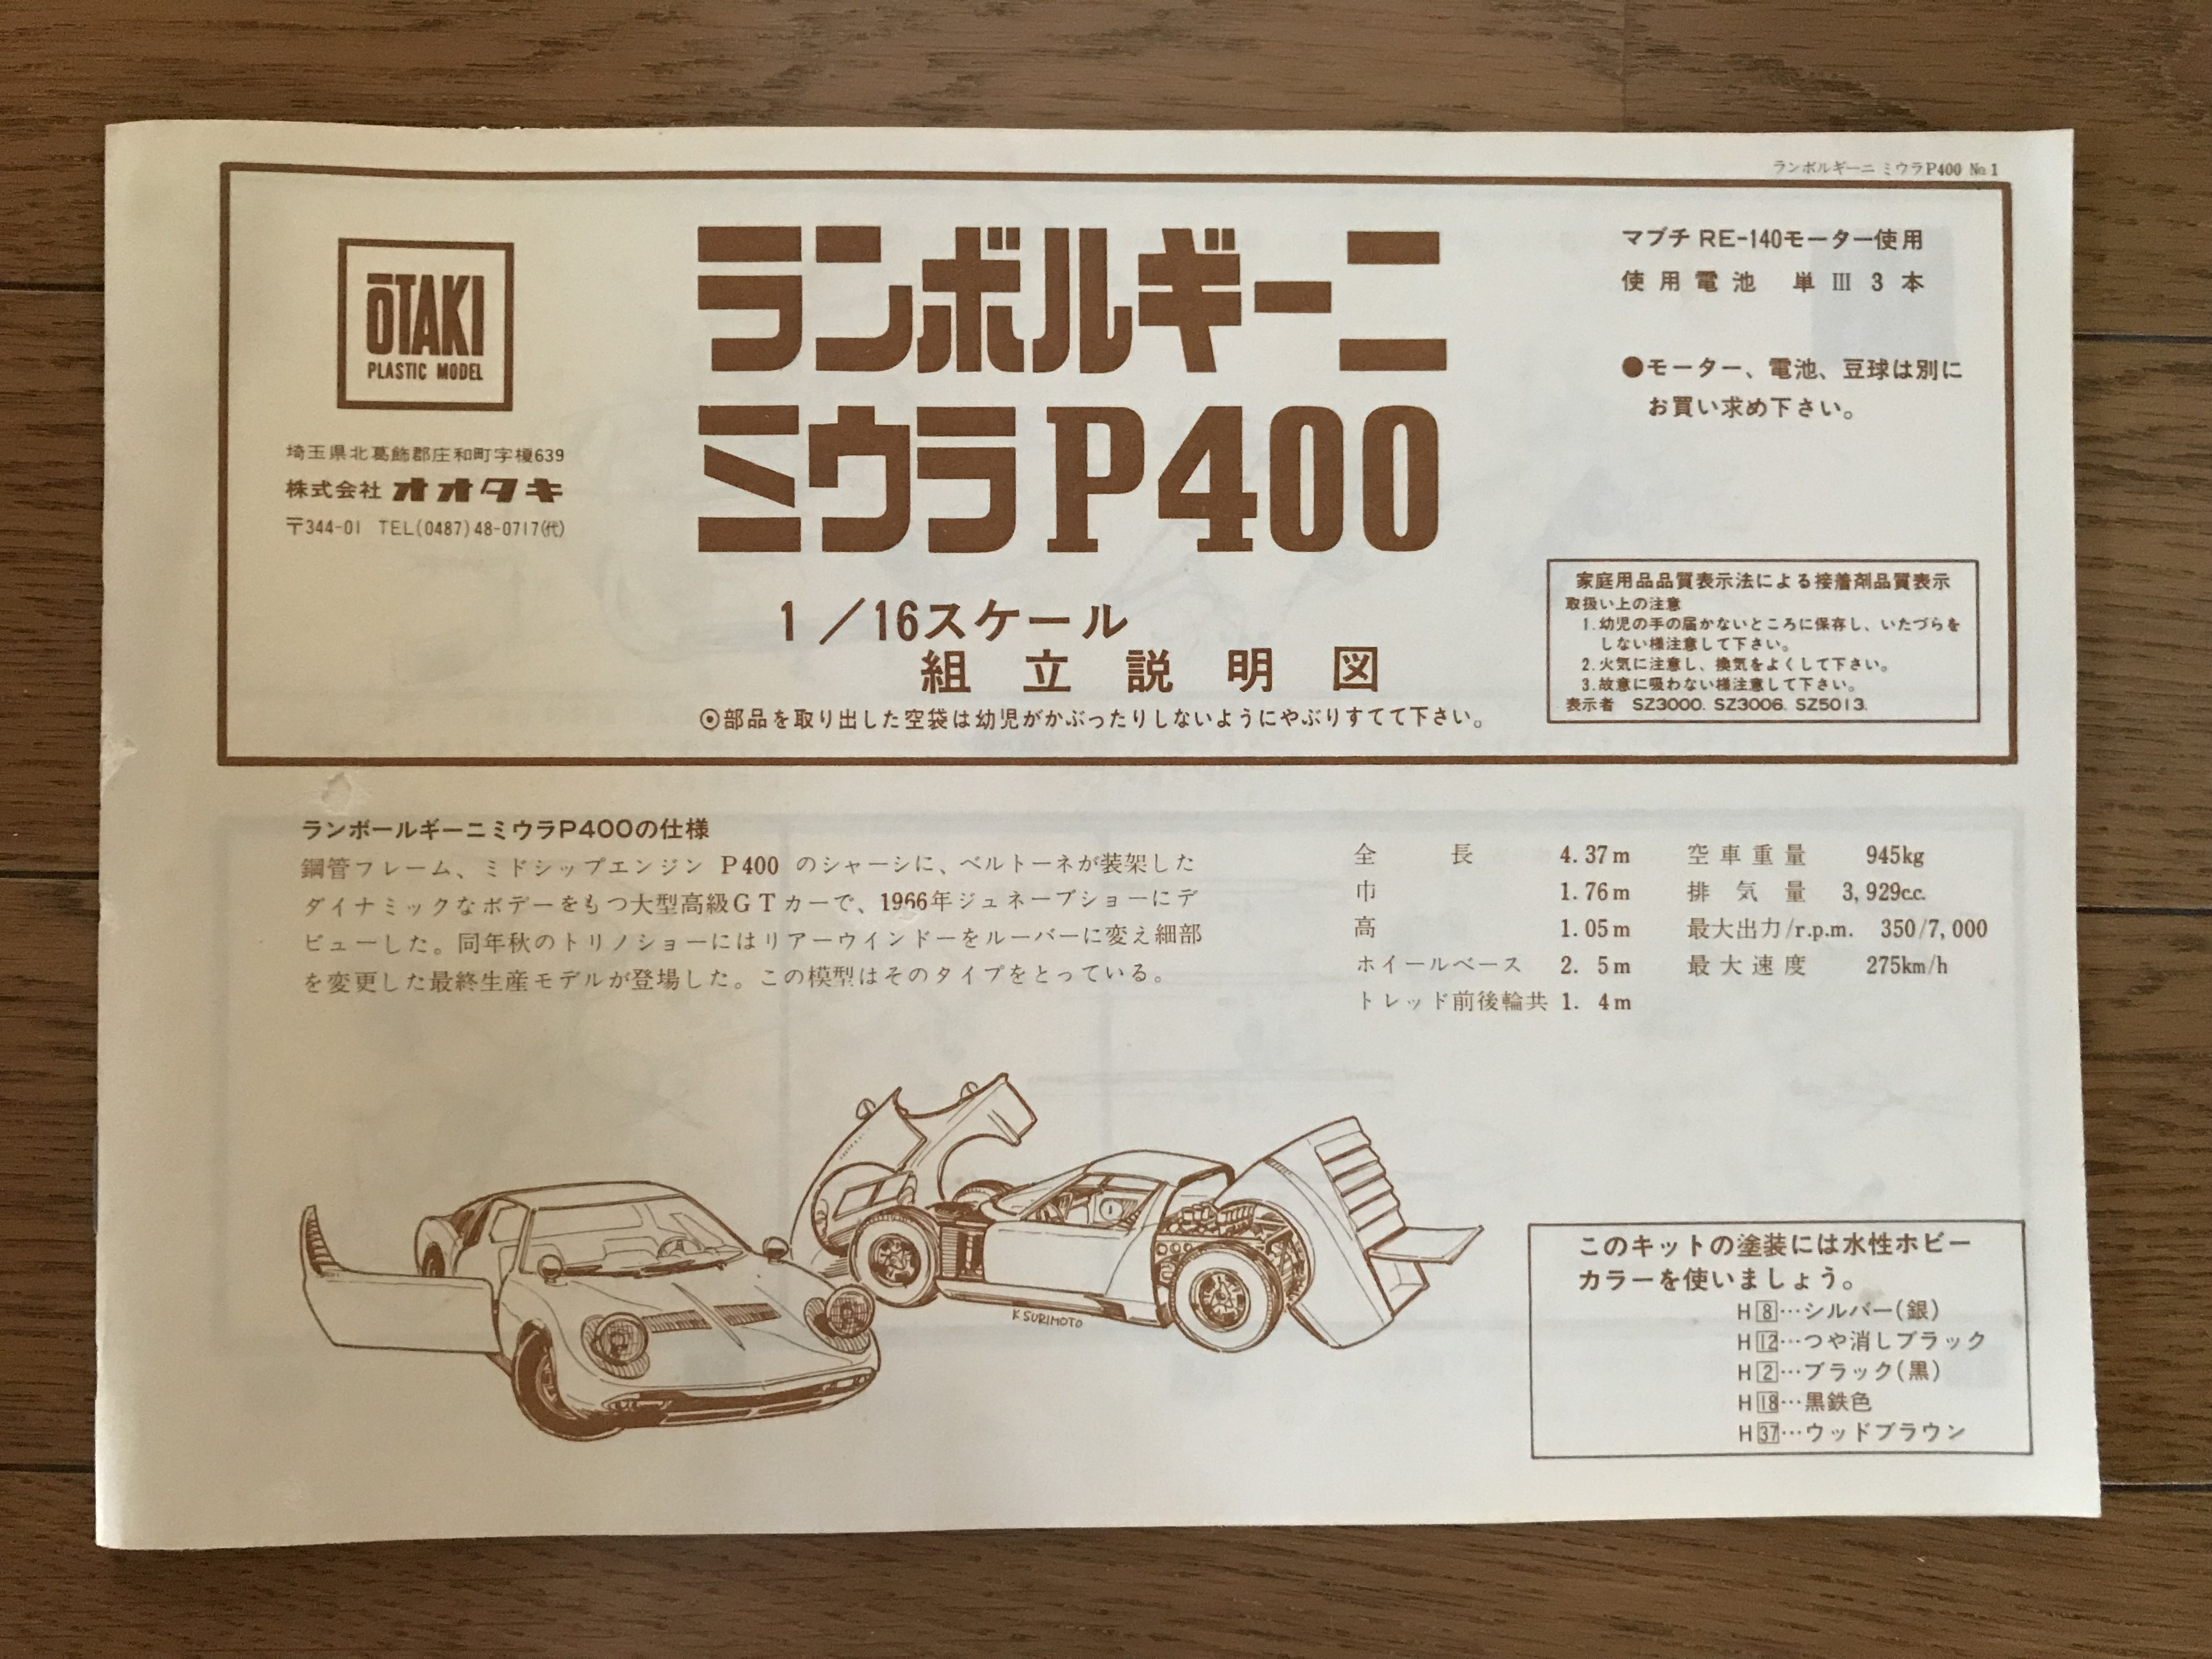 ランボルギーニ ミウラP400 №1
ōTAKI
PLASTIC MODEL
埼玉県北葛飾郡庄和町字榎639
株式会社 オオタキ
〒344-01 TEL(0487)48-0717(代)
ランボルギーニ
ミウラP400
1/16スケール
組立説明図
⦿部品を取り出した空袋は幼児がかぶったりしないようにやぶりすてて下さい。
マブチRE-140モーター使用
使用電池 単Ⅲ 3本
●モーター、電池、豆球は別に
お買い求め下さい。
家庭用品品質表示法による接着剤品質表示
取扱い上の注意
1.幼児の手の届かないところに保存し、いたづらを
しない様注意して下さい。
2.火気に注意し、換気をよくして下さい。
3.故意に吸わない様注意して下さい。
表示者 SZ3000. SZ3006. SZ5013.
ランボールギーニミウラP400の仕様
鋼管フレーム、ミドシップエンジン P400 のシャーシに、ベルトーネが装架した
ダイナミックなボデーをもつ大型高級GTカーで、1966年ジュネーブショーにデ
ビューした。同年秋のトリノショーにはリアーウインドーをルーバーに変え細部
を変更した最終生産モデルが登場した。この模型はそのタイプをとっている。
全長 4.37m 空車重量 945kg
巾 1.76m 排気量 3,929c.c.
高 1.05m 最大出力/r.p.m. 350/7,000
ホイールベース 2.5m 最大速度 275km/h
トレッド前後輪共 1.4m
K SURIMOTO
このキットの塗装には水性ホビー
カラーを使いましょう。
H8…シルバー(銀)
H12…つや消しブラック
H2…ブラック(黒)
H18…黒鉄色
H37…ウッドブラウン